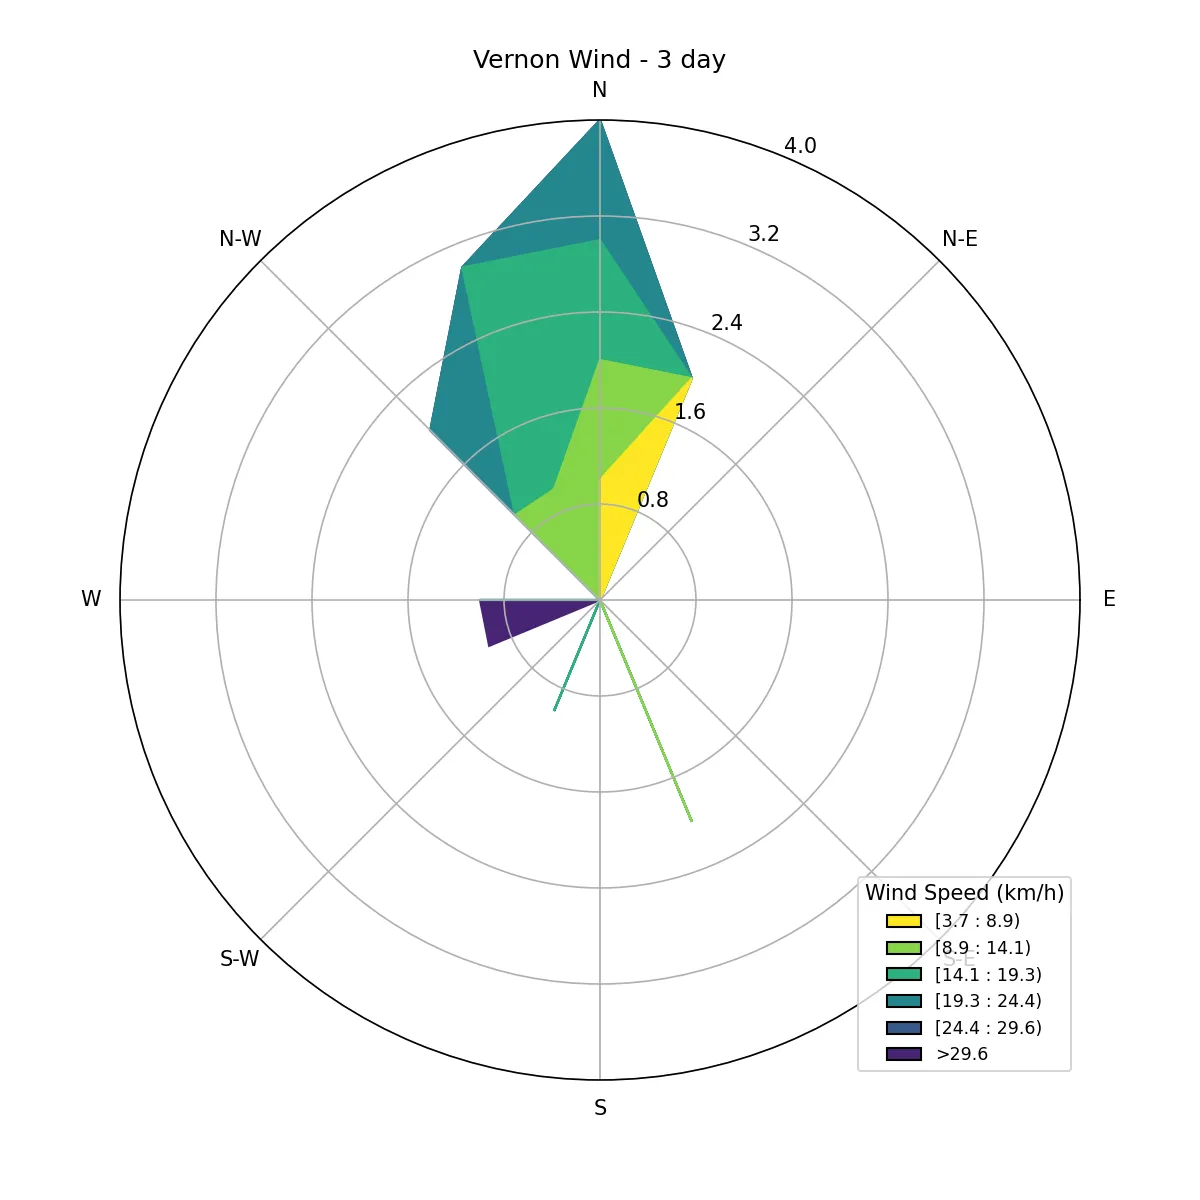 Vernon Wind - 3 day
N
4.0
N-W
3.2
N-E
2.4
1.6
0.8
W
E
Wind Speed (km/h)
[3.7 : 8.9)
[8.9 : 14.1)
S-W
S-E
[14.1 : 19.3)
[19.3 : 24.4)
[24.4 : 29.6)
>29.6
S